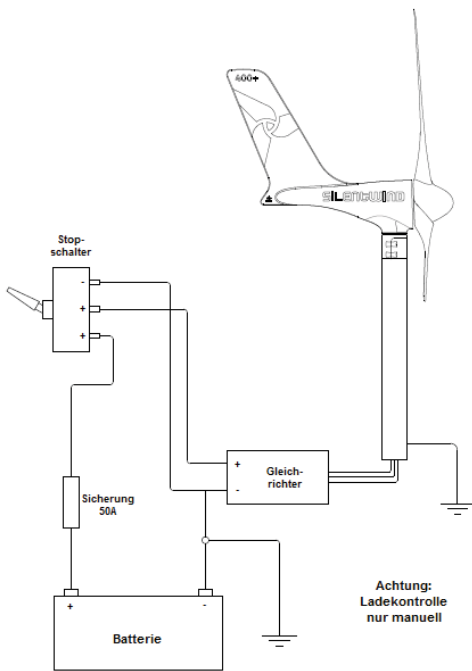 400+
SILENTWIND
Stop-
schalter
-
+
+
+
-
Gleich-
richter
Sicherung
50A
+
-
Batterie
Achtung:
Ladekontrolle
nur manuell